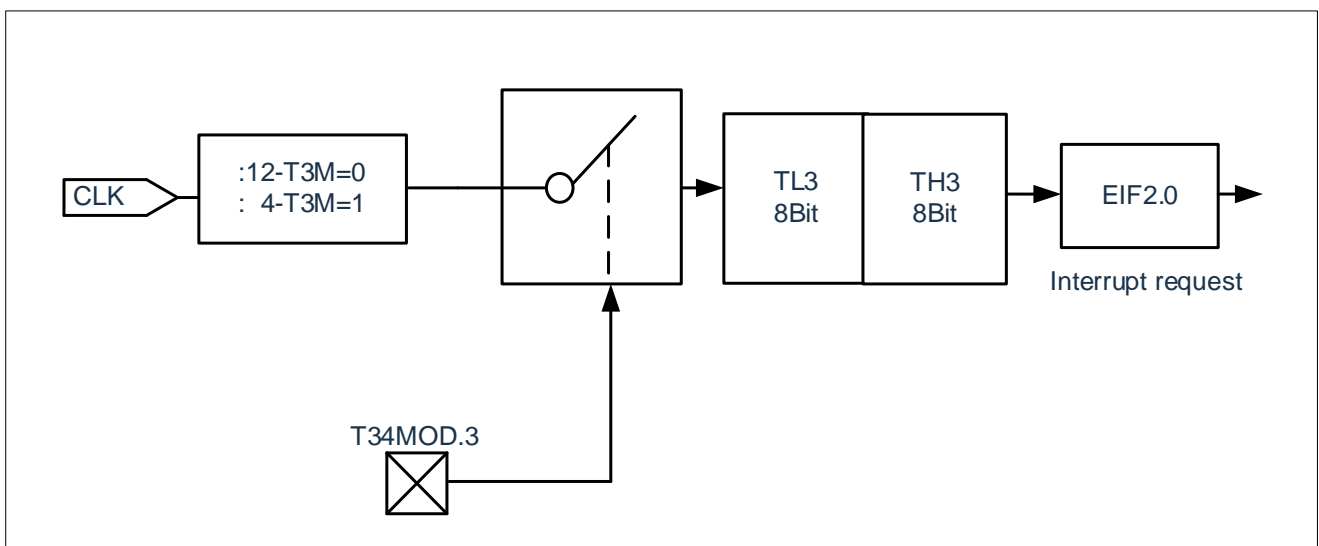 CLK
:12-T3M=0
:  4-T3M=1
TL3
8Bit
TH3
8Bit
EIF2.0
Interrupt request
T34MOD.3